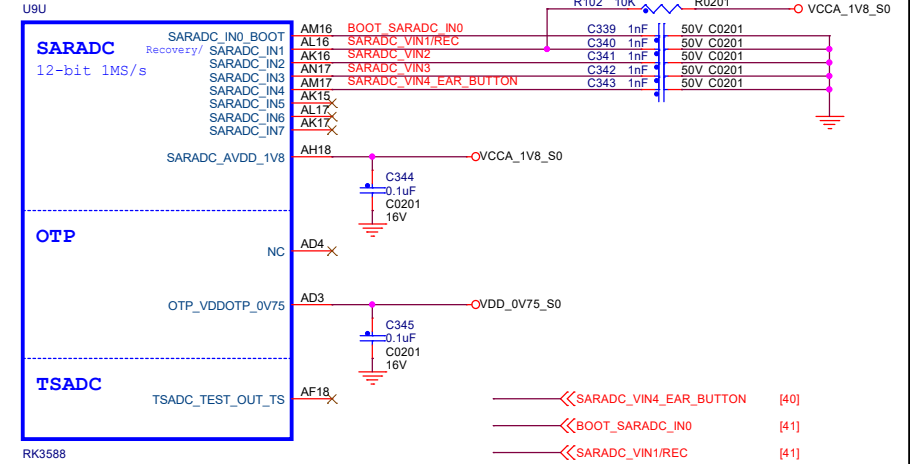 U9U
R102 10K R0201 VCCA_1V8_S0
SARADC
12-bit 1MS/s
SARADC_IN0_BOOT AM16 BOOT_SARADC_IN0 C339 1nF 50V C0201
Recovery/ SARADC_IN1 AL16 SARADC_VIN1/REC C340 1nF 50V C0201
SARADC_IN2 AK16 SARADC_VIN2 C341 1nF 50V C0201
SARADC_IN3 AN17 SARADC_VIN3 C342 1nF 50V C0201
SARADC_IN4 AM17 SARADC_VIN4_EAR_BUTTON C343 1nF 50V C0201
SARADC_IN5 AK15
SARADC_IN6 AL17
SARADC_IN7 AK17
SARADC_AVDD_1V8 AH18 VCCA_1V8_S0
C344
0.1uF
C0201
16V
OTP
NC AD4
OTP_VDDOTP_0V75 AD3 VDD_0V75_S0
C345
0.1uF
C0201
16V
TSADC
TSADC_TEST_OUT_TS AF18
SARADC_VIN4_EAR_BUTTON [40]
BOOT_SARADC_IN0 [41]
SARADC_VIN1/REC [41]
RK3588